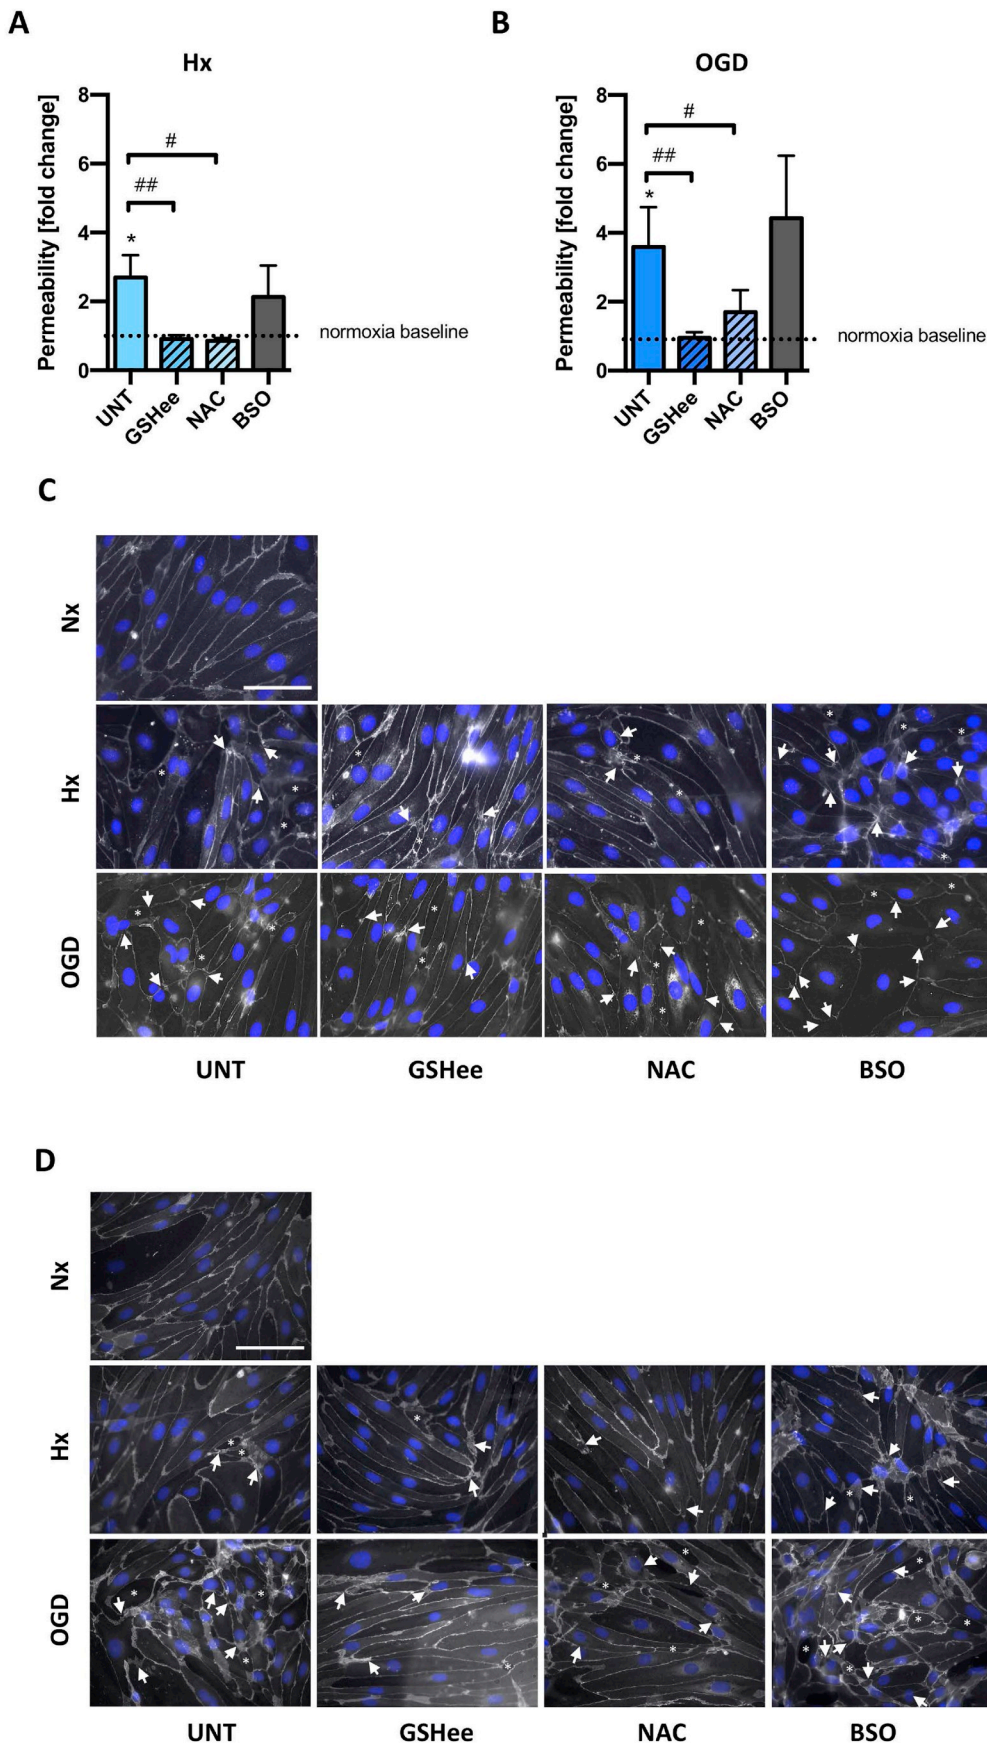 A
Hx
Permeability [fold change]
8
6
4
2
0
#
##
*
normoxia baseline
UNT
GSHee
NAC
BSO
B
OGD
Permeability [fold change]
8
6
4
2
0
#
##
*
normoxia baseline
UNT
GSHee
NAC
BSO
C
Nx
Hx
OGD
UNT GSHee NAC BSO
D
Nx
Hx
OGD
UNT GSHee NAC BSO